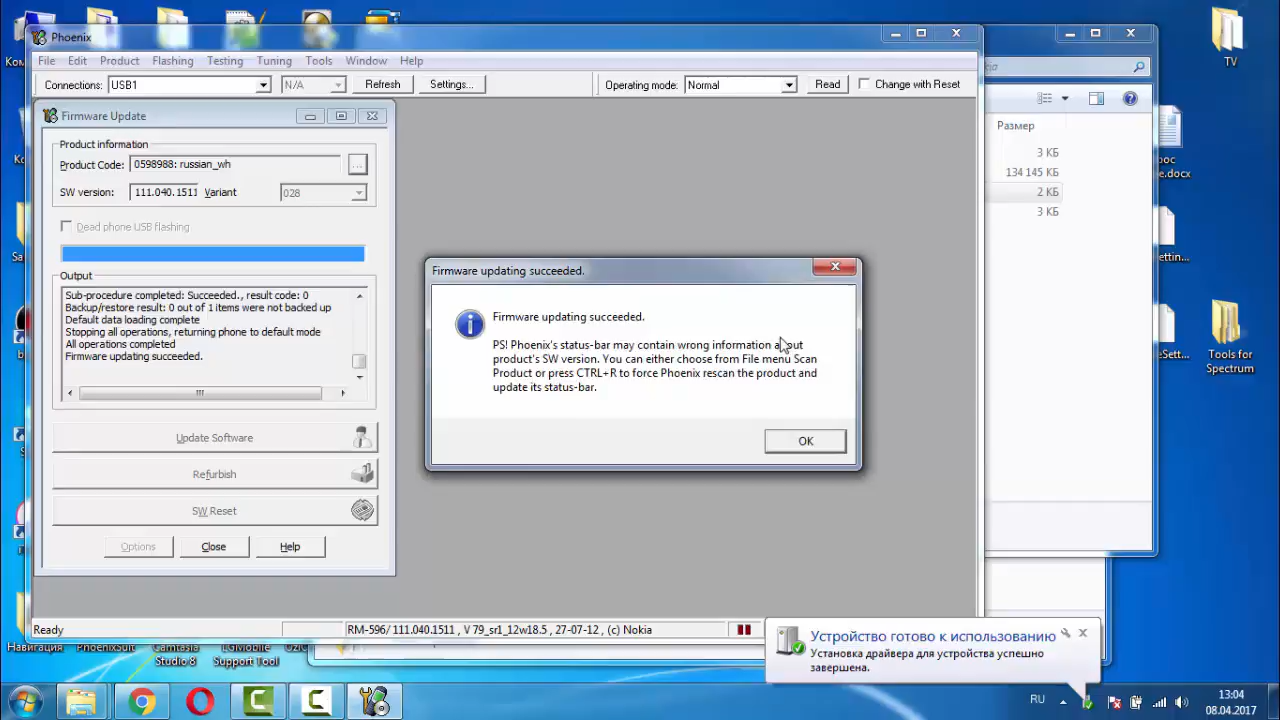 Phoenix
File Edit Product Flashing Testing Tuning Tools Window Help
Connections: USB1 N/A Refresh Settings... Operating mode: Normal Read Change with Reset
Firmware Update
Product information
Product Code: 0598988: russian_wh ...
SW version: 111.040.1511 Variant 028
Dead phone USB flashing
Output
Sub-procedure completed: Succeeded., result code: 0
Backup/restore result: 0 out of 1 items were not backed up
Default data loading complete
Stopping all operations, returning phone to default mode
All operations completed
Firmware updating succeeded.
Update Software
Refurbish
SW Reset
Options Close Help
Firmware updating succeeded.
Firmware updating succeeded.
PS! Phoenix's status-bar may contain wrong information about
product's SW version. You can either choose from File menu Scan
Product or press CTRL+R to force Phoenix rescan the product and
update its status-bar.
OK
Ready RM-596/ 111.040.1511 , V 79_sr1_12w18.5 , 27-07-12 , (c) Nokia
Размер
3 КБ
134 145 КБ
2 КБ
3 КБ
TV
Tools for
Spectrum
Навигация PhoenixSuit Camtasia
Studio 8 LGMobile
Support Tool
Устройство готово к использованию
Установка драйвера для устройства успешно
завершена.
RU
13:04
08.04.2017